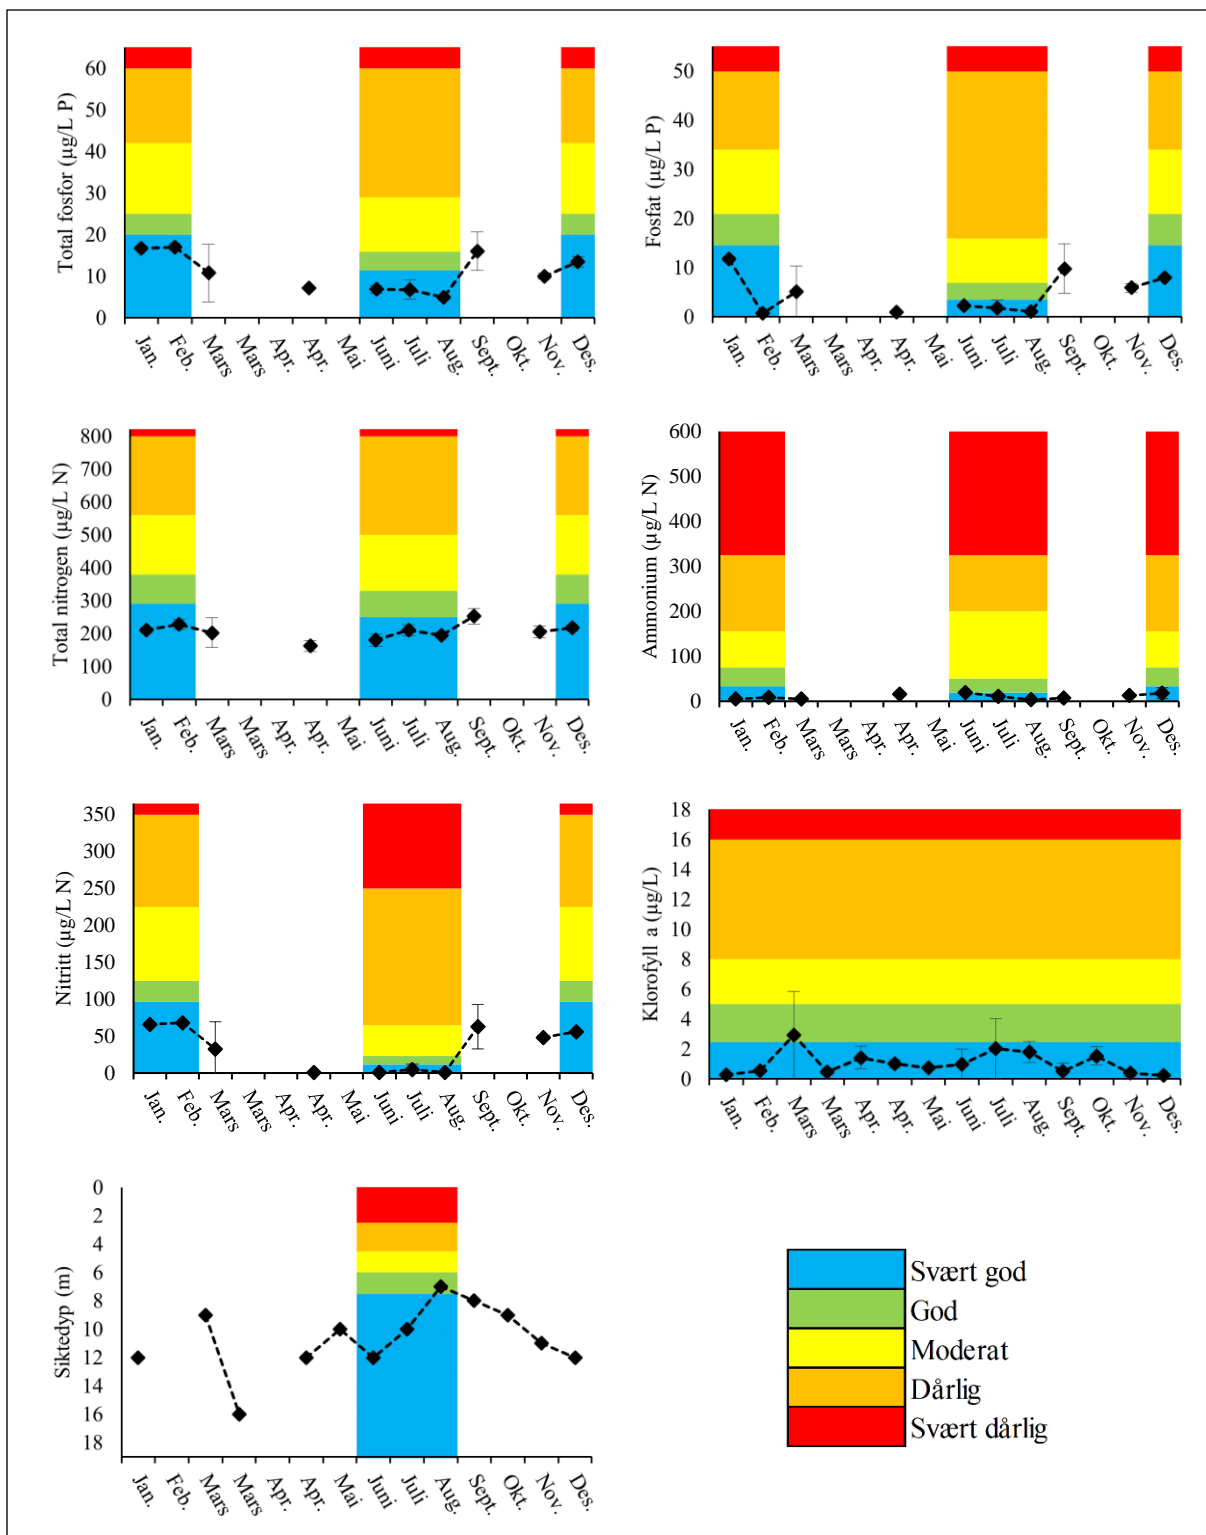 Total fosfor (µg/L P)
60
50
40
30
20
10
0
Jan.
Feb.
Mars
Mars
Apr.
Apr.
Mai
Juni
Juli
Aug.
Sept.
Okt.
Nov.
Des.
Fosfat (µg/L P)
50
40
30
20
10
0
Jan.
Feb.
Mars
Mars
Apr.
Apr.
Mai
Juni
Juli
Aug.
Sept.
Okt.
Nov.
Des.
Total nitrogen (µg/L N)
800
700
600
500
400
300
200
100
0
Jan.
Feb.
Mars
Mars
Apr.
Apr.
Mai
Juni
Juli
Aug.
Sept.
Okt.
Nov.
Des.
Ammonium (µg/L N)
600
500
400
300
200
100
0
Jan.
Feb.
Mars
Mars
Apr.
Apr.
Mai
Juni
Juli
Aug.
Sept.
Okt.
Nov.
Des.
Nitritt (µg/L N)
350
300
250
200
150
100
50
0
Jan.
Feb.
Mars
Mars
Apr.
Apr.
Mai
Juni
Juli
Aug.
Sept.
Okt.
Nov.
Des.
Klorofyll a (µg/L)
18
16
14
12
10
8
6
4
2
0
Jan.
Feb.
Mars
Mars
Apr.
Apr.
Mai
Juni
Juli
Aug.
Sept.
Okt.
Nov.
Des.
Siktedyp (m)
0
2
4
6
8
10
12
14
16
18
Jan.
Feb.
Mars
Mars
Apr.
Apr.
Mai
Juni
Juli
Aug.
Sept.
Okt.
Nov.
Des.
Svært god
God
Moderat
Dårlig
Svært dårlig